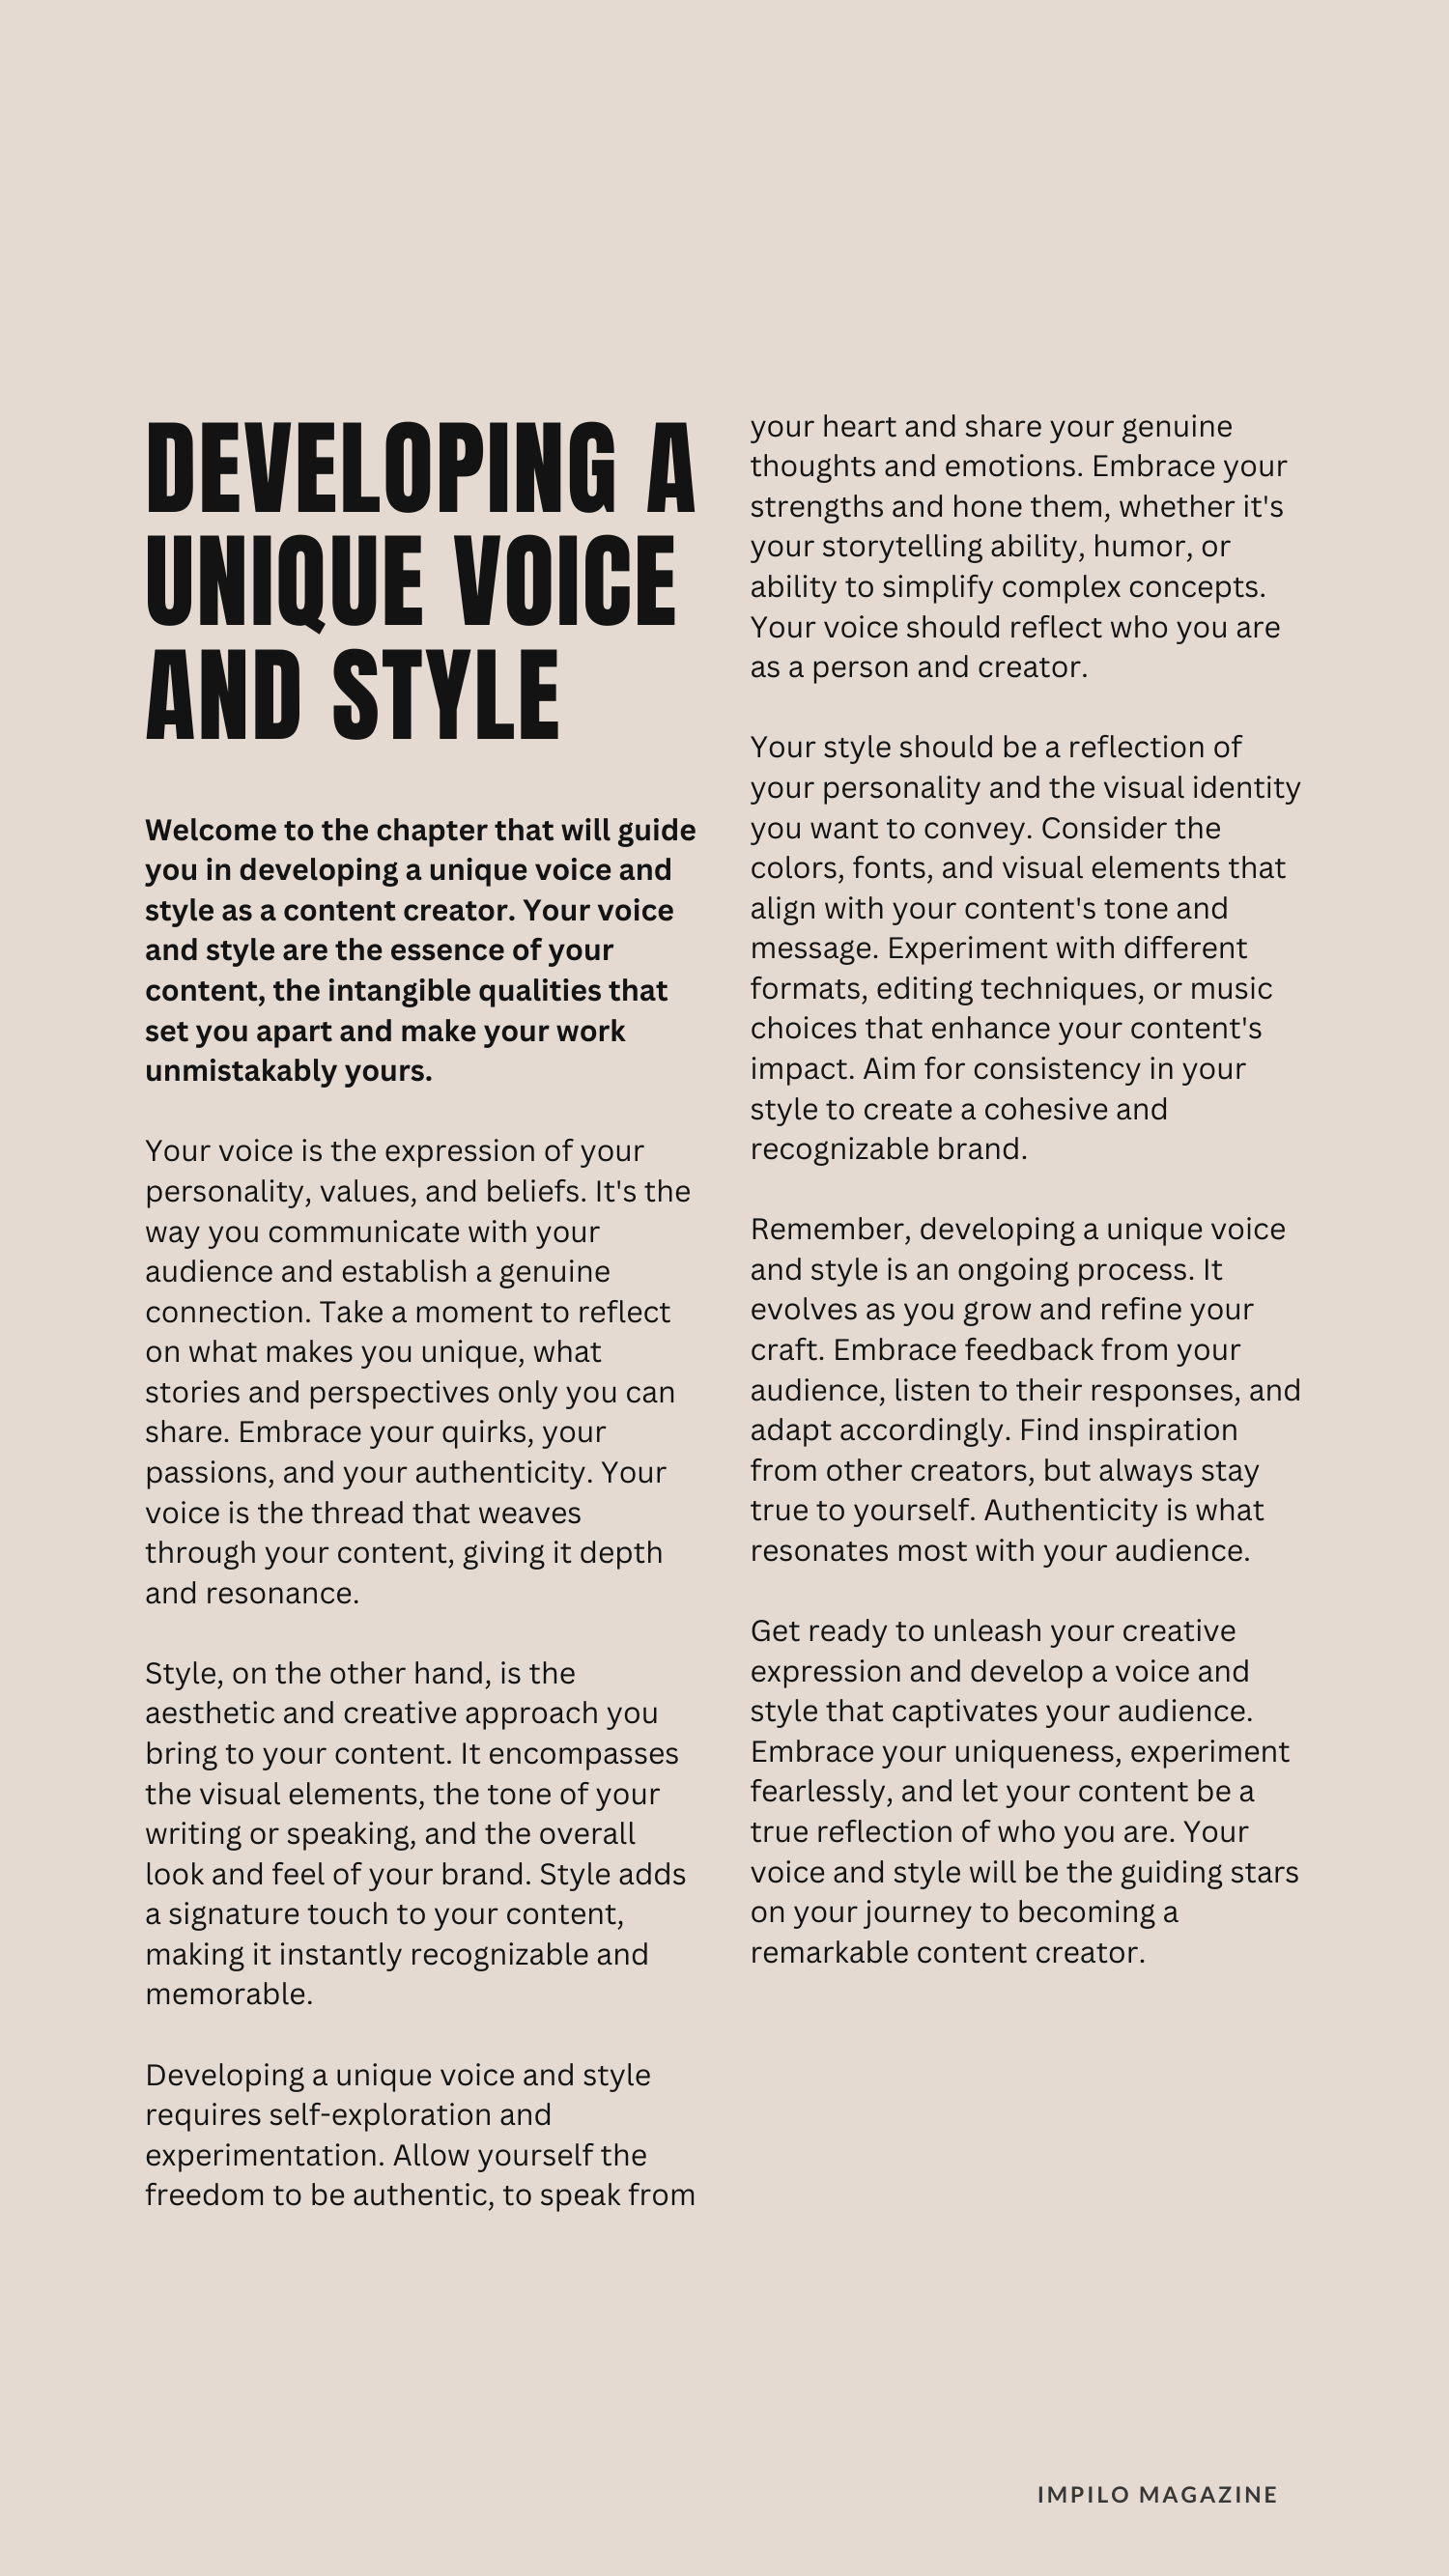 DEVELOPING A
UNIQUE VOICE
AND STYLE
Welcome to the chapter that will guide
you in developing a unique voice and
style as a content creator. Your voice
and style are the essence of your
content, the intangible qualities that
set you apart and make your work
unmistakably yours.
Your voice is the expression of your
personality, values, and beliefs. It's the
way you communicate with your
audience and establish a genuine
connection. Take a moment to reflect
on what makes you unique, what
stories and perspectives only you can
share. Embrace your quirks, your
passions, and your authenticity. Your
voice is the thread that weaves
through your content, giving it depth
and resonance.
Style, on the other hand, is the
aesthetic and creative approach you
bring to your content. It encompasses
the visual elements, the tone of your
writing or speaking, and the overall
look and feel of your brand. Style adds
a signature touch to your content,
making it instantly recognizable and
memorable.
Developing a unique voice and style
requires self-exploration and
experimentation. Allow yourself the
freedom to be authentic, to speak from
your heart and share your genuine
thoughts and emotions. Embrace your
strengths and hone them, whether it's
your storytelling ability, humor, or
ability to simplify complex concepts.
Your voice should reflect who you are
as a person and creator.
Your style should be a reflection of
your personality and the visual identity
you want to convey. Consider the
colors, fonts, and visual elements that
align with your content's tone and
message. Experiment with different
formats, editing techniques, or music
choices that enhance your content's
impact. Aim for consistency in your
style to create a cohesive and
recognizable brand.
Remember, developing a unique voice
and style is an ongoing process. It
evolves as you grow and refine your
craft. Embrace feedback from your
audience, listen to their responses, and
adapt accordingly. Find inspiration
from other creators, but always stay
true to yourself. Authenticity is what
resonates most with your audience.
Get ready to unleash your creative
expression and develop a voice and
style that captivates your audience.
Embrace your uniqueness, experiment
fearlessly, and let your content be a
true reflection of who you are. Your
voice and style will be the guiding stars
on your journey to becoming a
remarkable content creator.
IMPILO MAGAZINE